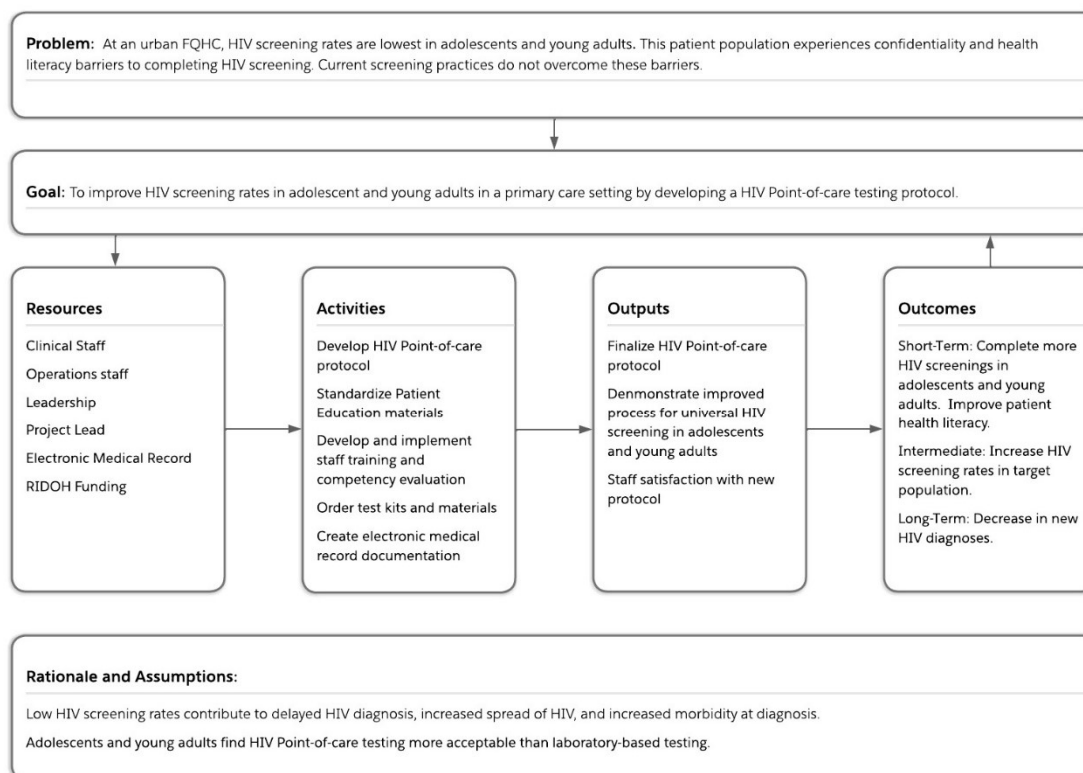 Problem: At an urban FQHC, HIV screening rates are lowest in adolescents and young adults. This patient population experiences confidentiality and health
literacy barriers to completing HIV screening. Current screening practices do not overcome these barriers.
Goal: To improve HIV screening rates in adolescent and young adults in a primary care setting by developing a HIV Point-of-care testing protocol.
Resources
Clinical Staff
Operations staff
Leadership
Project Lead
Electronic Medical Record
RIDOH Funding
Activities
Develop HIV Point-of-care
protocol
Standardize Patient
Education materials
Develop and implement
staff training and
competency evaluation
Order test kits and materials
Create electronic medical
record documentation
Outputs
Finalize HIV Point-of-care
protocol
Denmonstrate improved
process for universal HIV
screening in adolescents
and young adults
Staff satisfaction with new
protocol
Outcomes
Short-Term: Complete more
HIV screenings in
adolescents and young
adults. Improve patient
health literacy.
Intermediate: Increase HIV
screening rates in target
population.
Long-Term: Decrease in new
HIV diagnoses.
Rationale and Assumptions:
Low HIV screening rates contribute to delayed HIV diagnosis, increased spread of HIV, and increased morbidity at diagnosis.
Adolescents and young adults find HIV Point-of-care testing more acceptable than laboratory-based testing.